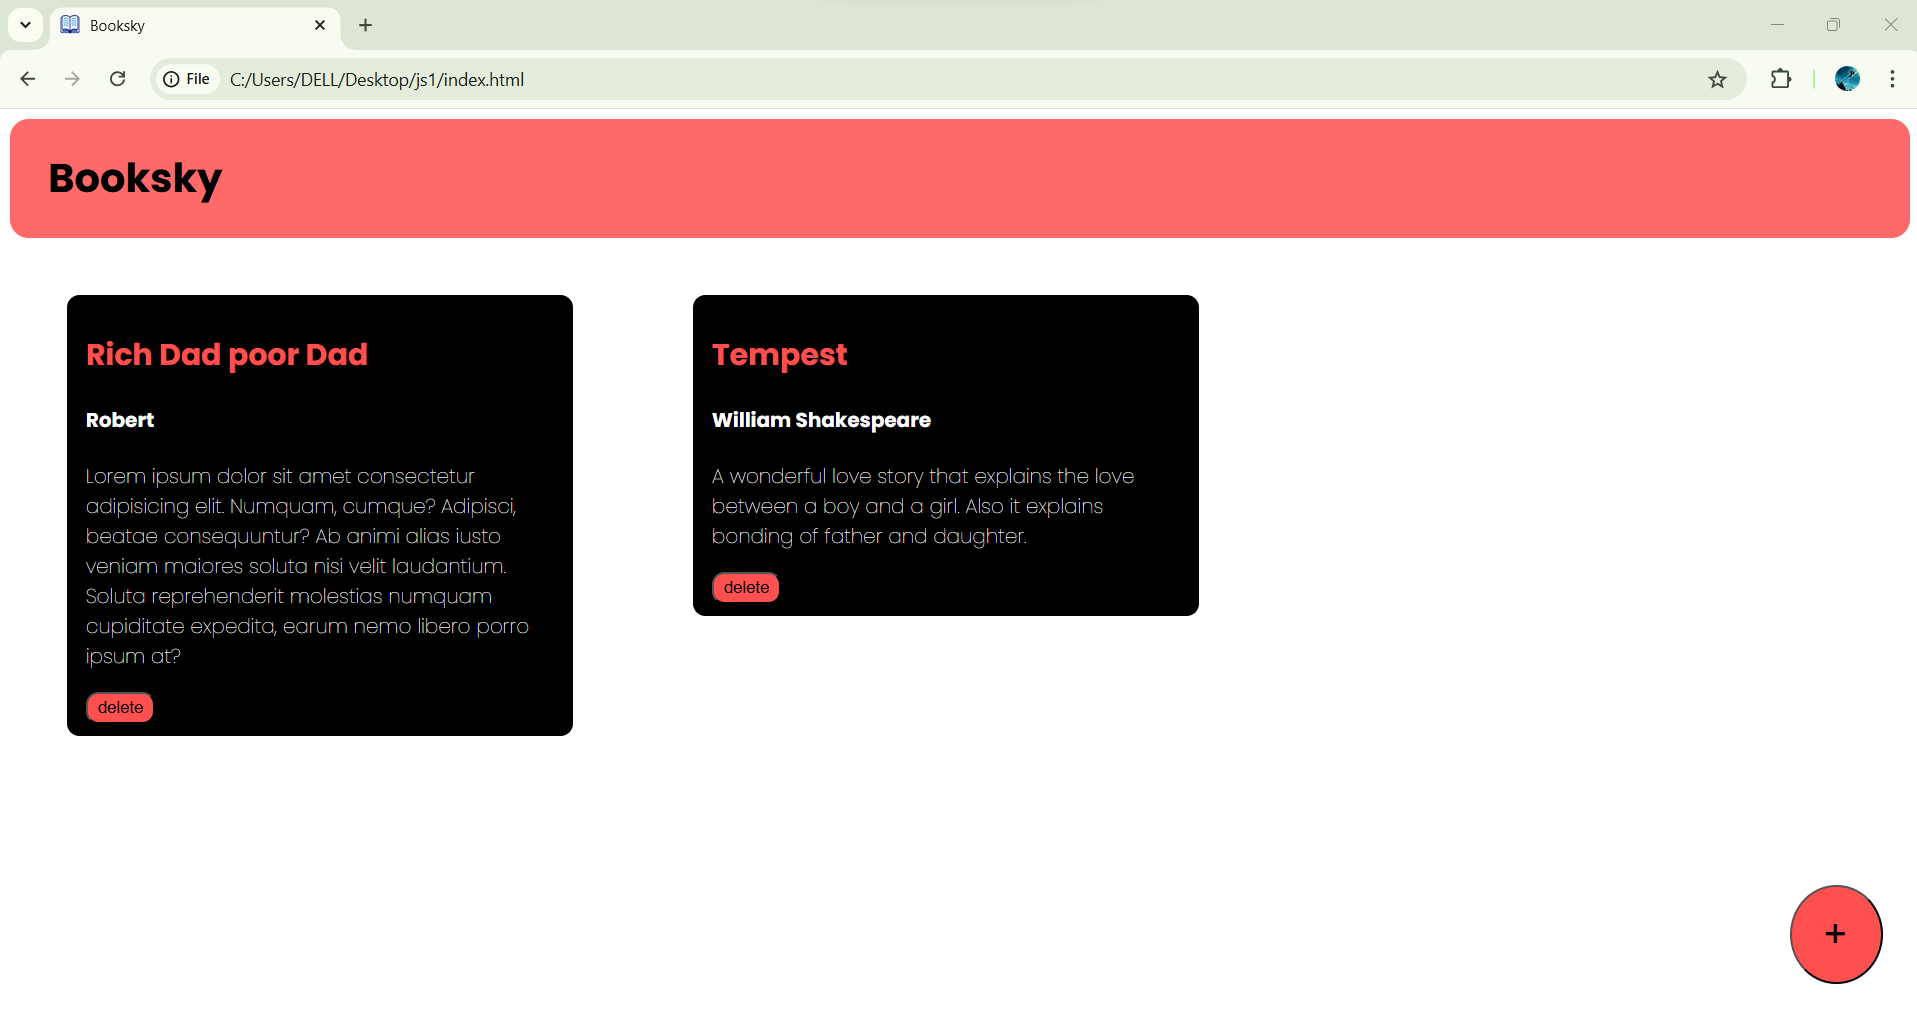 Booksky
File C:/Users/DELL/Desktop/js1/index.html
Booksky
Rich Dad poor Dad
Robert
Lorem ipsum dolor sit amet consectetur
adipisicing elit. Numquam, cumque? Adipisci,
beatae consequuntur? Ab animi alias iusto
veniam maiores soluta nisi velit laudantium.
Soluta reprehenderit molestias numquam
cupiditate expedita, earum nemo libero porro
ipsum at?
delete
Tempest
William Shakespeare
A wonderful love story that explains the love
between a boy and a girl. Also it explains
bonding of father and daughter.
delete
+